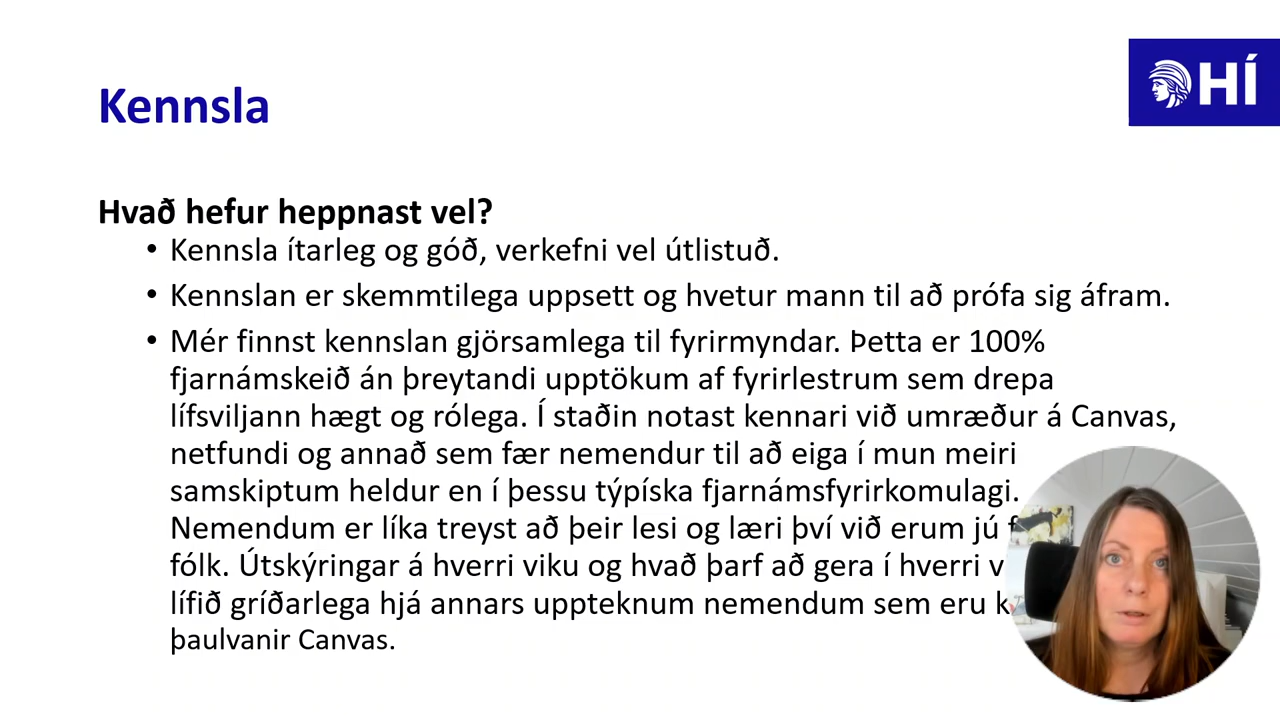 HÍ
Kennsla
Hvað hefur heppnast vel?
• Kennsla ítarleg og góð, verkefni vel útlistuð.
• Kennslan er skemmtilega uppsett og hvetur mann til að prófa sig áfram.
• Mér finnst kennslan gjörsamlega til fyrirmyndar. Þetta er 100%
fjarnámskeið án þreytandi upptökum af fyrirlestrum sem drepa
lífsviljann hægt og rólega. Í staðin notast kennari við umræður á Canvas,
netfundi og annað sem fær nemendur til að eiga í mun meiri
samskiptum heldur en í þessu týpíska fjarnámsfyrirkomulagi.
Nemendum er líka treyst að þeir lesi og læri því við erum jú
fólk. Útskýringar á hverri viku og hvað þarf að gera í hverri
lífið gríðarlega hjá annars uppteknum nemendum sem eru
þaulvanir Canvas.